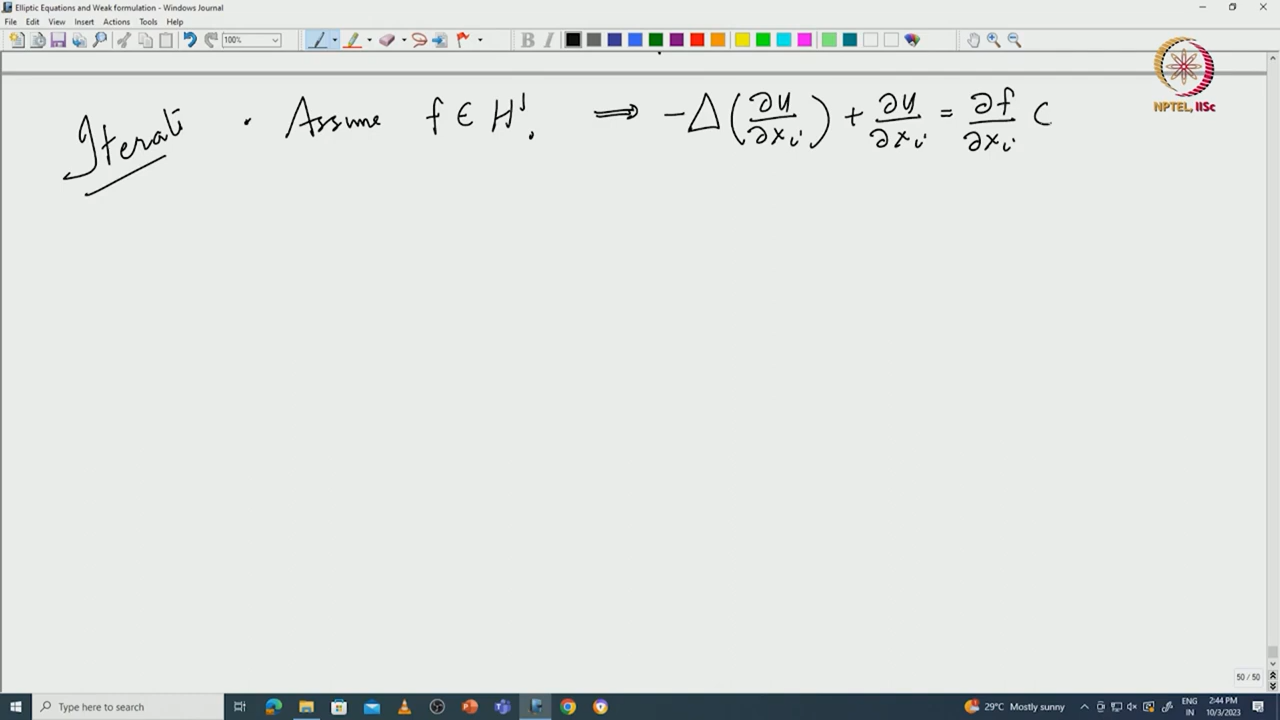 Elliptic Equations and Weak formulation - Windows Journal
File Edit View Insert Actions Tools Help
100%
B I
NPTEL, IISc
Iterati • Assume f ∈ H¹. ⟹ -Δ(∂u/∂xᵢ) + ∂u/∂xᵢ = ∂f/∂xᵢ C
50 / 50
Type here to search
29°C Mostly sunny
ENG
IN
2:44 PM
10/3/2023